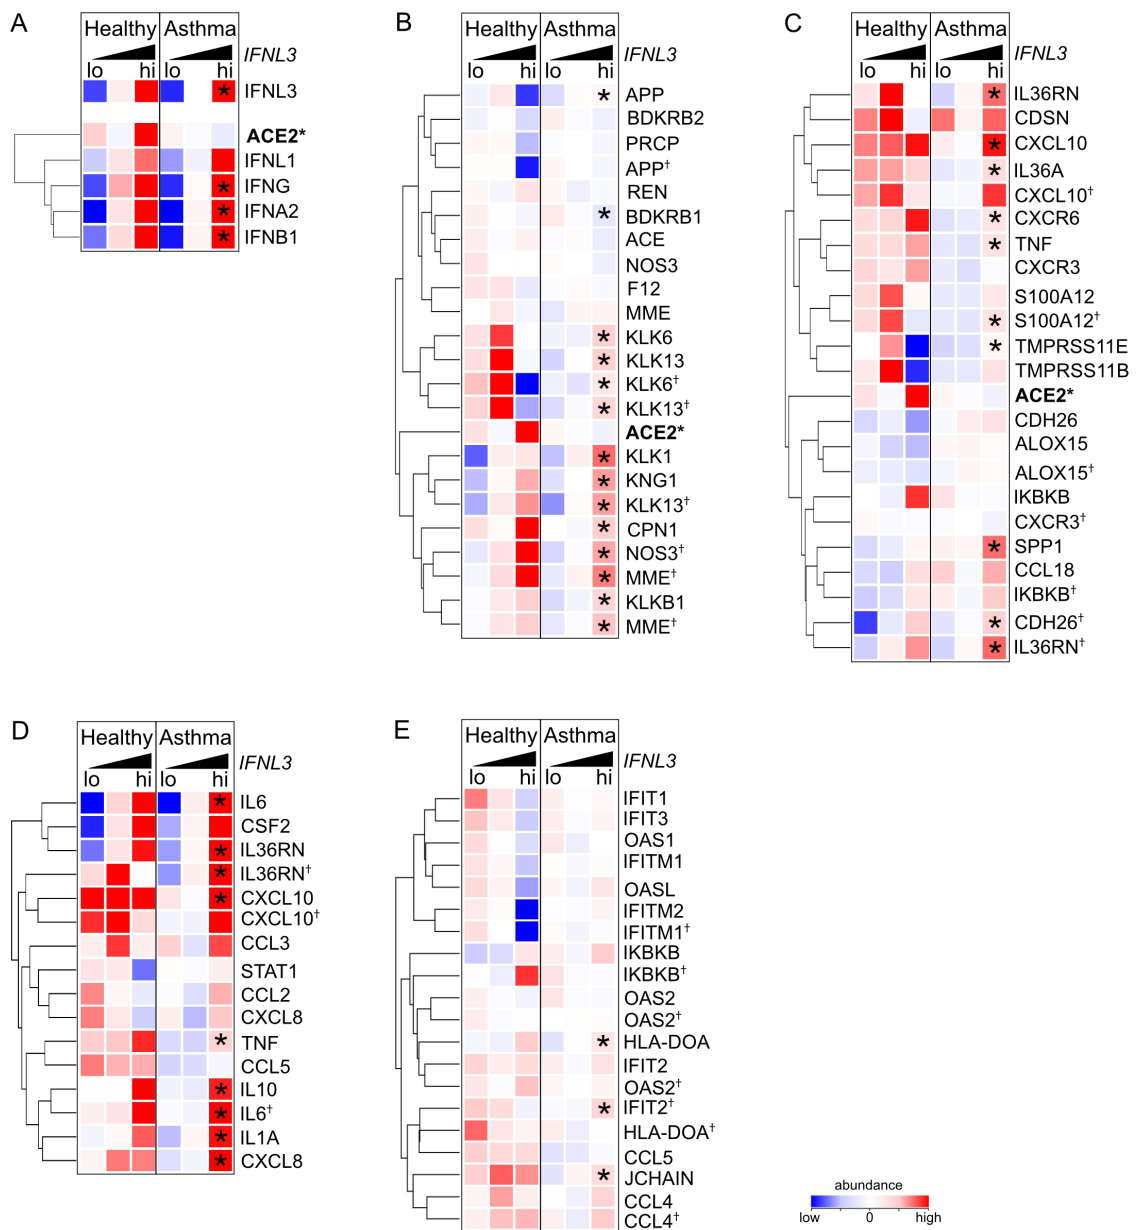 A
Healthy Asthma
IFNL3
lo hi lo hi
* IFNL3
ACE2*
IFNL1
* IFNG
* IFNA2
* IFNB1
B
Healthy Asthma
IFNL3
lo hi lo hi
* APP
BDKRB2
PRCP
APP†
REN
* BDKRB1
ACE
NOS3
F12
MME
* KLK6
* KLK13
* KLK6†
* KLK13†
ACE2*
* KLK1
* KNG1
* KLK13†
* CPN1
* NOS3†
* MME†
* KLKB1
* MME†
C
Healthy Asthma
IFNL3
lo hi lo hi
* IL36RN
CDSN
* CXCL10
* IL36A
CXCL10†
* CXCR6
* TNF
CXCR3
S100A12
* S100A12†
* TMPRSS11E
TMPRSS11B
ACE2*
CDH26
ALOX15
ALOX15†
IKBKB
CXCR3†
* SPP1
CCL18
IKBKB†
* CDH26†
* IL36RN†
D
Healthy Asthma
IFNL3
lo hi lo hi
* IL6
CSF2
* IL36RN
* IL36RN†
* CXCL10
CXCL10†
CCL3
STAT1
CCL2
CXCL8
* TNF
CCL5
* IL10
* IL6†
* IL1A
* CXCL8
E
Healthy Asthma
IFNL3
lo hi lo hi
IFIT1
IFIT3
OAS1
IFITM1
OASL
IFITM2
IFITM1†
IKBKB
IKBKB†
OAS2
OAS2†
* HLA-DOA
IFIT2
OAS2†
* IFIT2†
HLA-DOA†
CCL5
* JCHAIN
CCL4
CCL4†
abundance
low 0 high